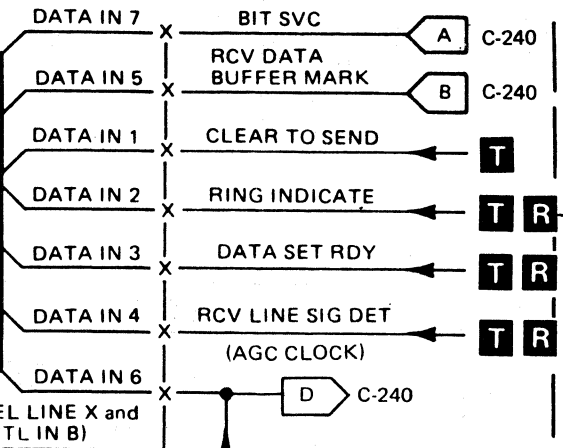 DATA IN 7 X BIT SVC A C-240
RCV DATA
DATA IN 5 X BUFFER MARK B C-240
DATA IN 1 X CLEAR TO SEND T
DATA IN 2 X RING INDICATE T R
DATA IN 3 X DATA SET RDY T R
DATA IN 4 X RCV LINE SIG DET T R
(AGC CLOCK)
DATA IN 6 X D C-240
EL LINE X and
TL IN B)